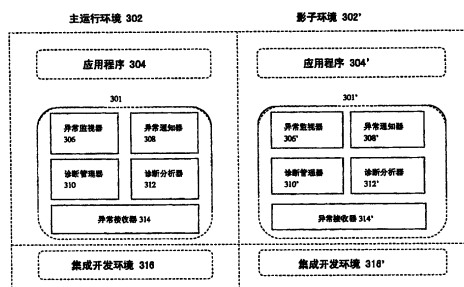 主运行环境 302
影子环境 302'
应用程序 304
应用程序 304'
301
301'
异常监视器
306
异常通知器
308
异常监视器
306'
异常通知器
308'
诊断管理器
310
诊断分析器
312
诊断管理器
310'
诊断分析器
312'
异常接收器 314
异常接收器 314'
集成开发环境 316
集成开发环境 316'